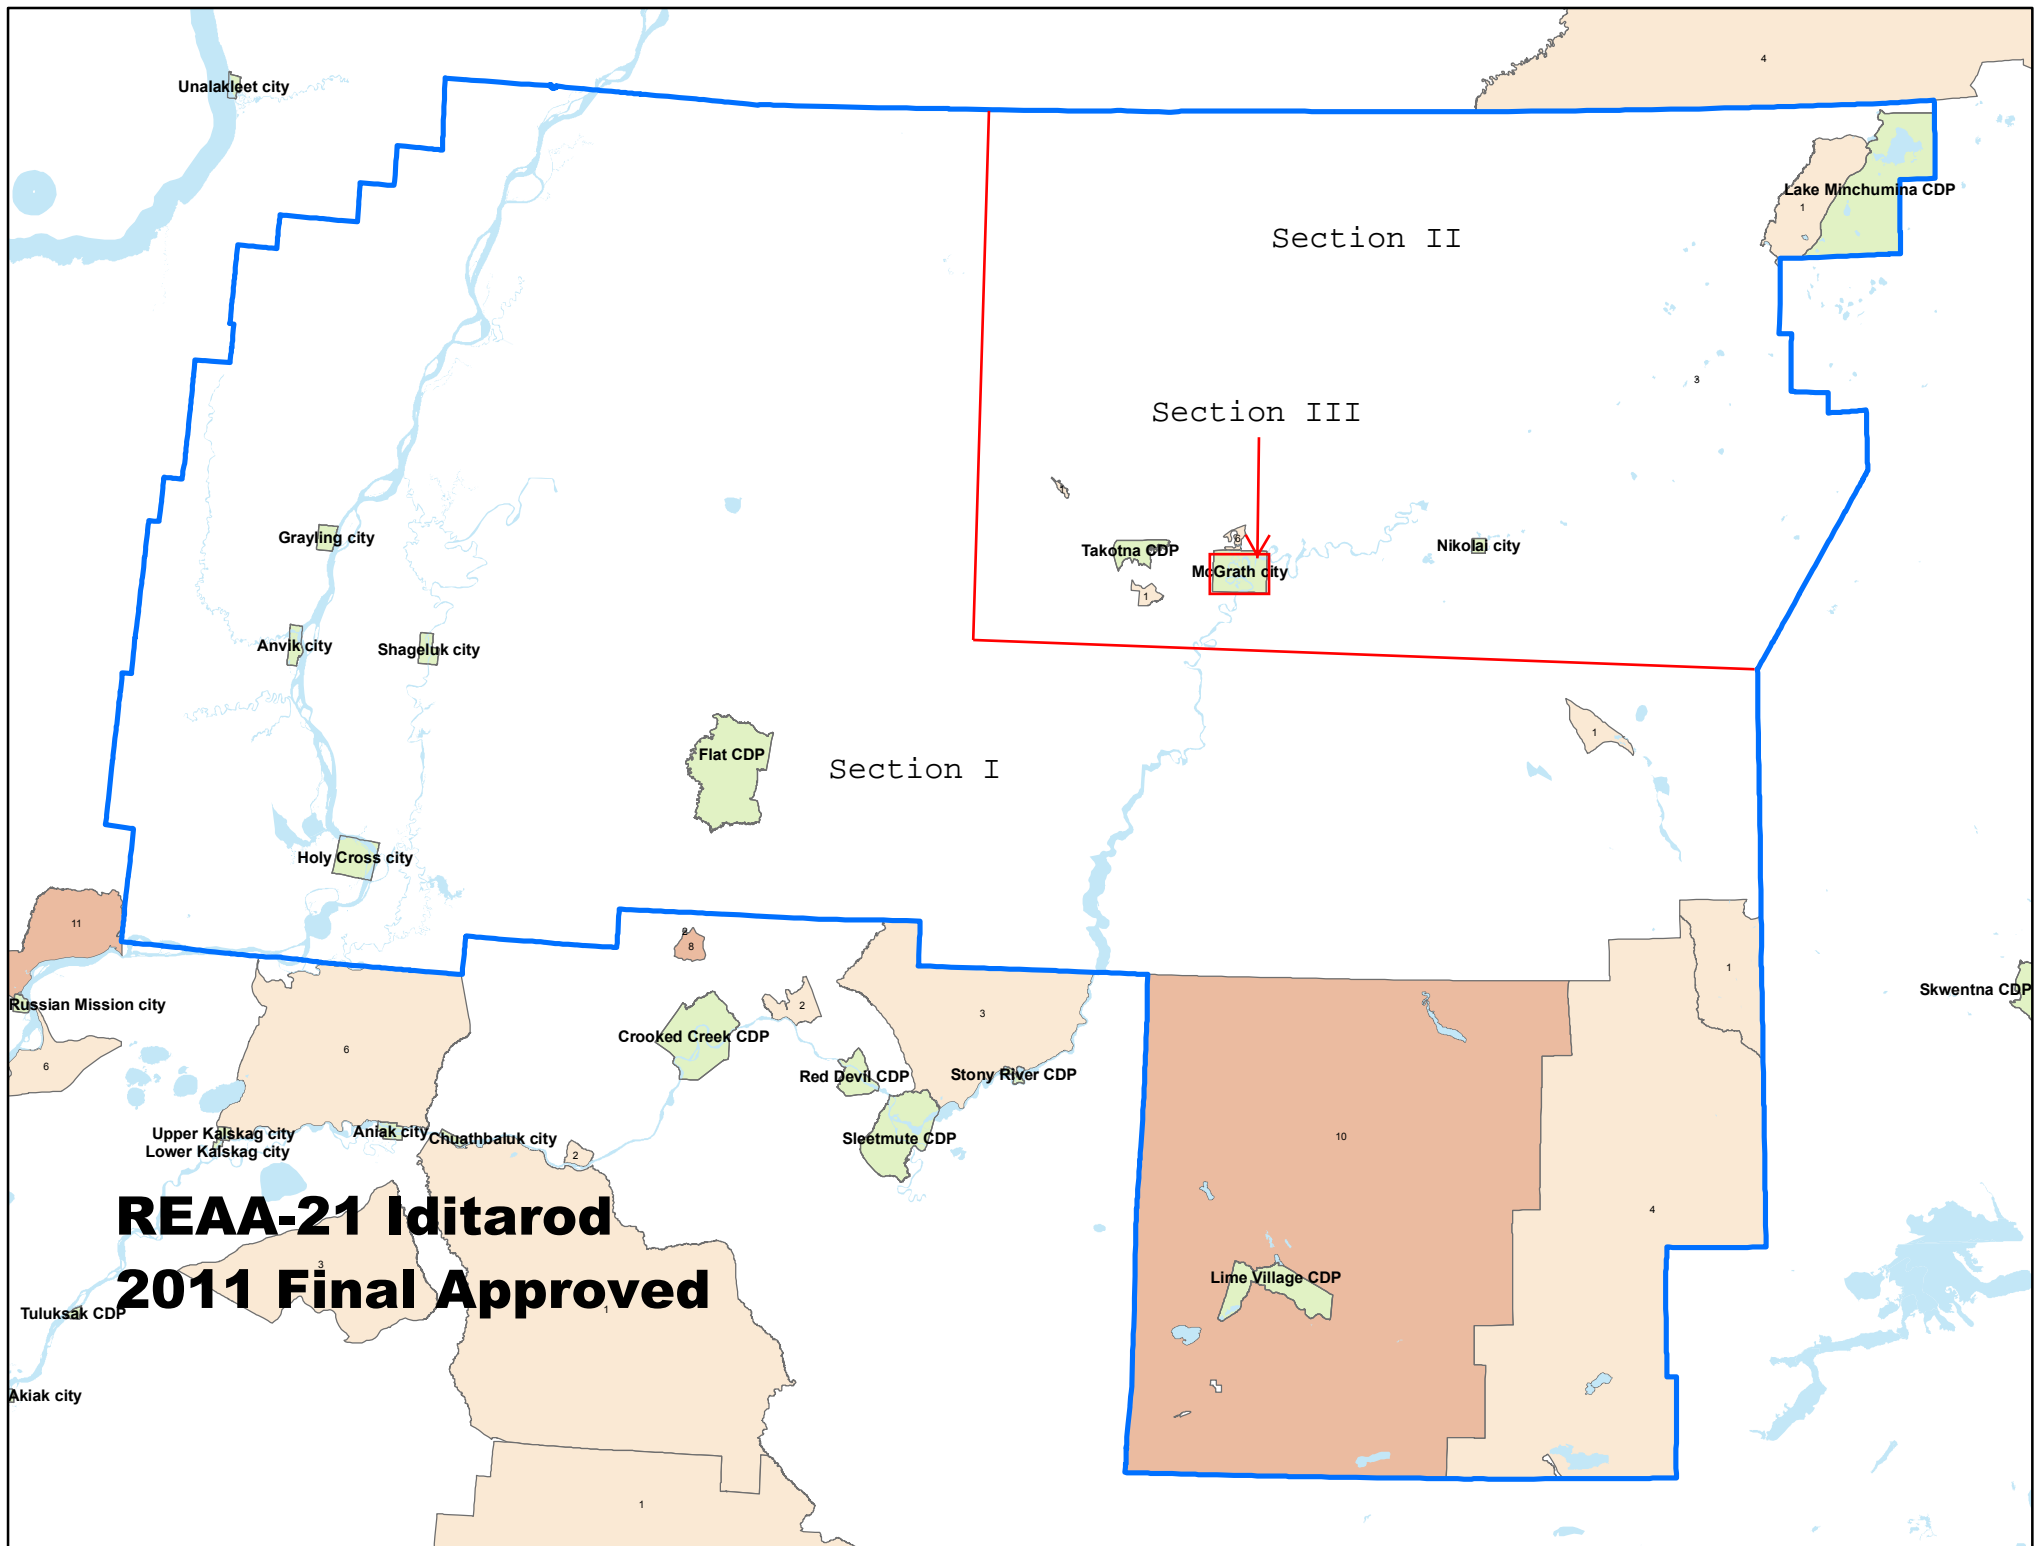 4
Unalakleet city
Lake Minchumina CDP
1
Section II
3
Section III
Grayling city
Takotna CDP
6
McGrath city
Nikolai city
1
Anvik city
Shageluk city
1
Flat CDP
Section I
Holy Cross city
11
8
1
Russian Mission city
2
3
Skwentna CDP
Crooked Creek CDP
6
6
Red Devil CDP
Stony River CDP
Upper Kalskag city
Lower Kalskag city
Aniak city
Chuathbaluk city
Sleetmute CDP
2
10
4
REAA-21 Iditarod
3
2011 Final Approved
1
Lime Village CDP
Tuluksak CDP
Akiak city
1